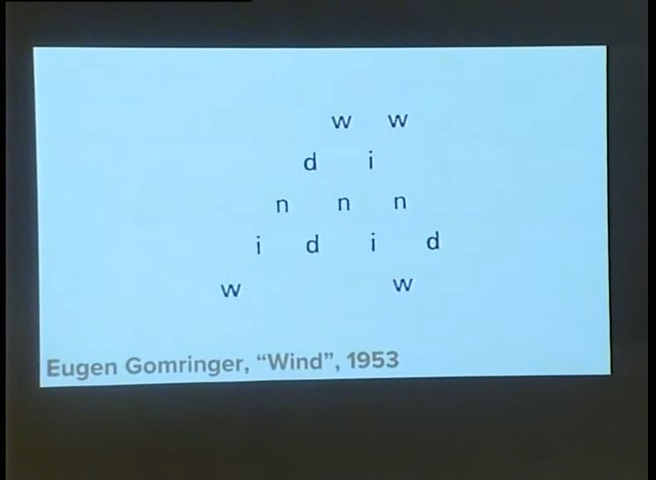 w w
d i
n n n
i d i d
w w
Eugen Gomringer, “Wind”, 1953